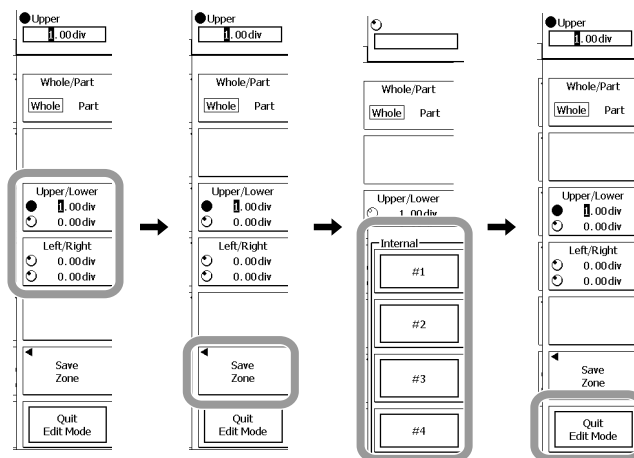 Upper
1.00div
Whole/Part
Whole Part
Upper/Lower
1.00div
0.00div
Left/Right
0.00div
0.00div
Save
Zone
Quit
Edit Mode
Upper
1.00div
Whole/Part
Whole Part
Upper/Lower
1.00div
0.00div
Left/Right
0.00div
0.00div
Save
Zone
Quit
Edit Mode
Whole/Part
Whole Part
Upper/Lower
1.00div
Internal
#1
#2
#3
#4
Upper
1.00div
Whole/Part
Whole Part
Upper/Lower
1.00div
0.00div
Left/Right
0.00div
0.00div
Save
Zone
Quit
Edit Mode